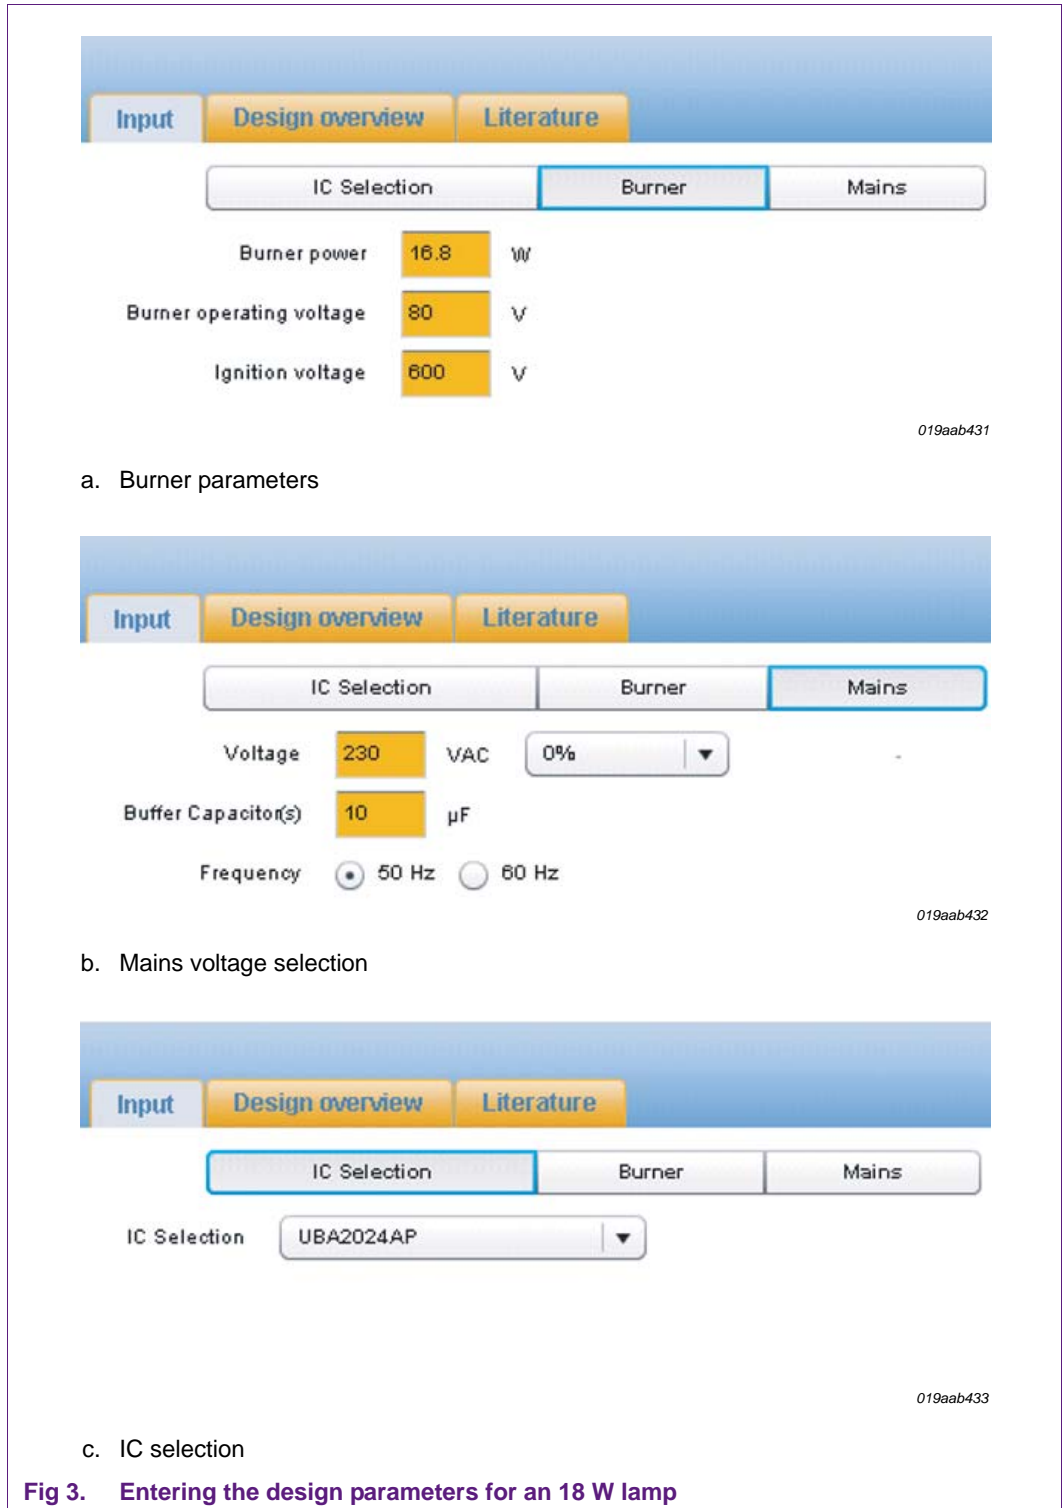 Input Design overview Literature
IC Selection Burner Mains
Burner power 16.8 W
Burner operating voltage 80 V
Ignition voltage 600 V
019aab431
a. Burner parameters
Input Design overview Literature
IC Selection Burner Mains
Voltage 230 VAC 0%
Buffer Capacitor(s) 10 µF
Frequency 50 Hz 60 Hz
019aab432
b. Mains voltage selection
Input Design overview Literature
IC Selection Burner Mains
IC Selection UBA2024AP
019aab433
c. IC selection
Fig 3. Entering the design parameters for an 18 W lamp